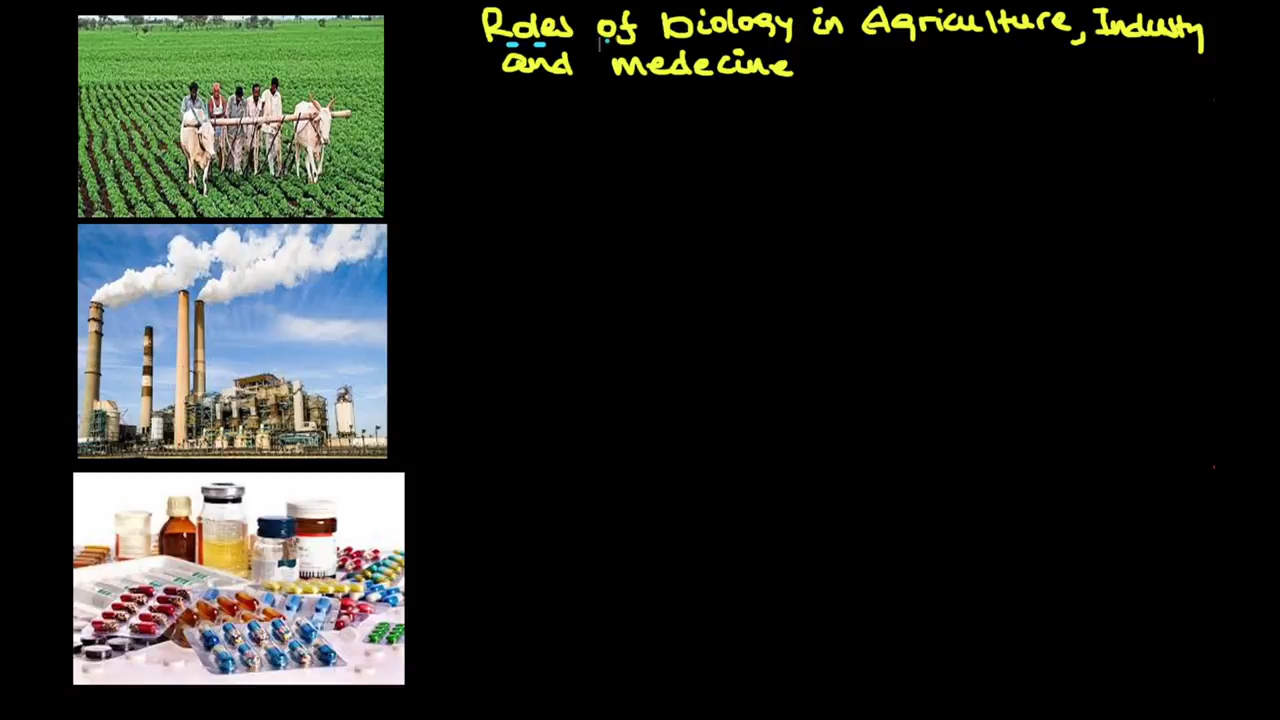 Roles of biology in Agriculture, Industry
and medecine